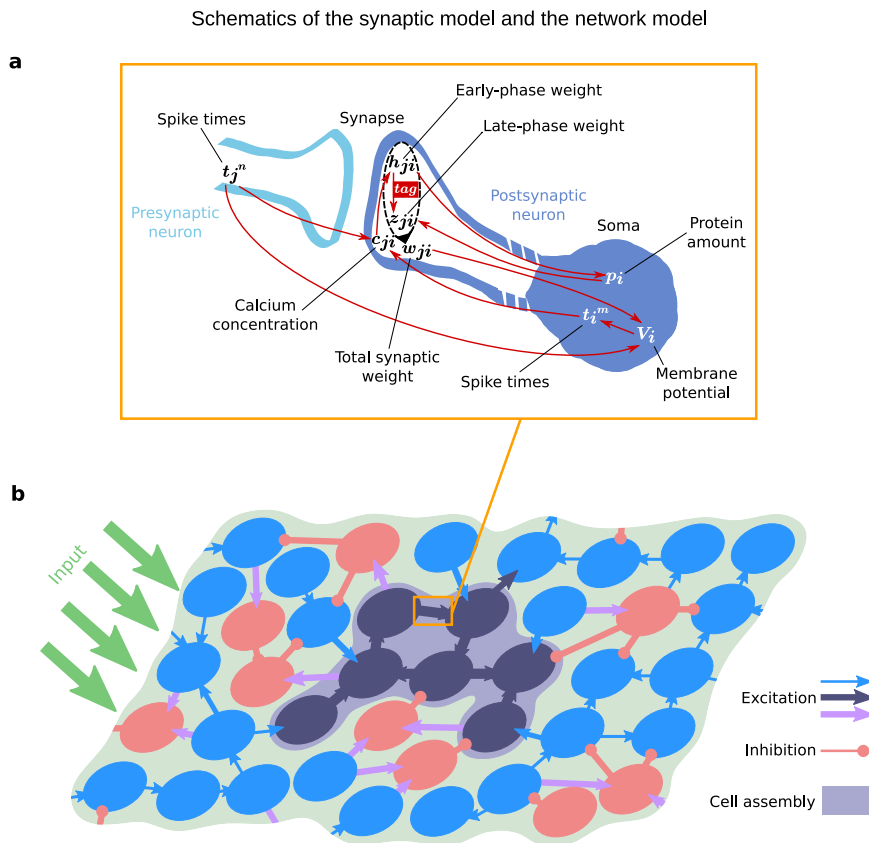 Schematics of the synaptic model and the network model
a
Early-phase weight
Synapse
Late-phase weight
Spike times
h_ji
t_j^n
tag
Presynaptic
neuron
Postsynaptic
neuron
Soma
Protein
amount
z_ji
c_ji
w_ji
p_i
Calcium
concentration
t_i^m
V_i
Total synaptic
weight
Spike times
Membrane
potential
b
Input
Excitation
Inhibition
Cell assembly